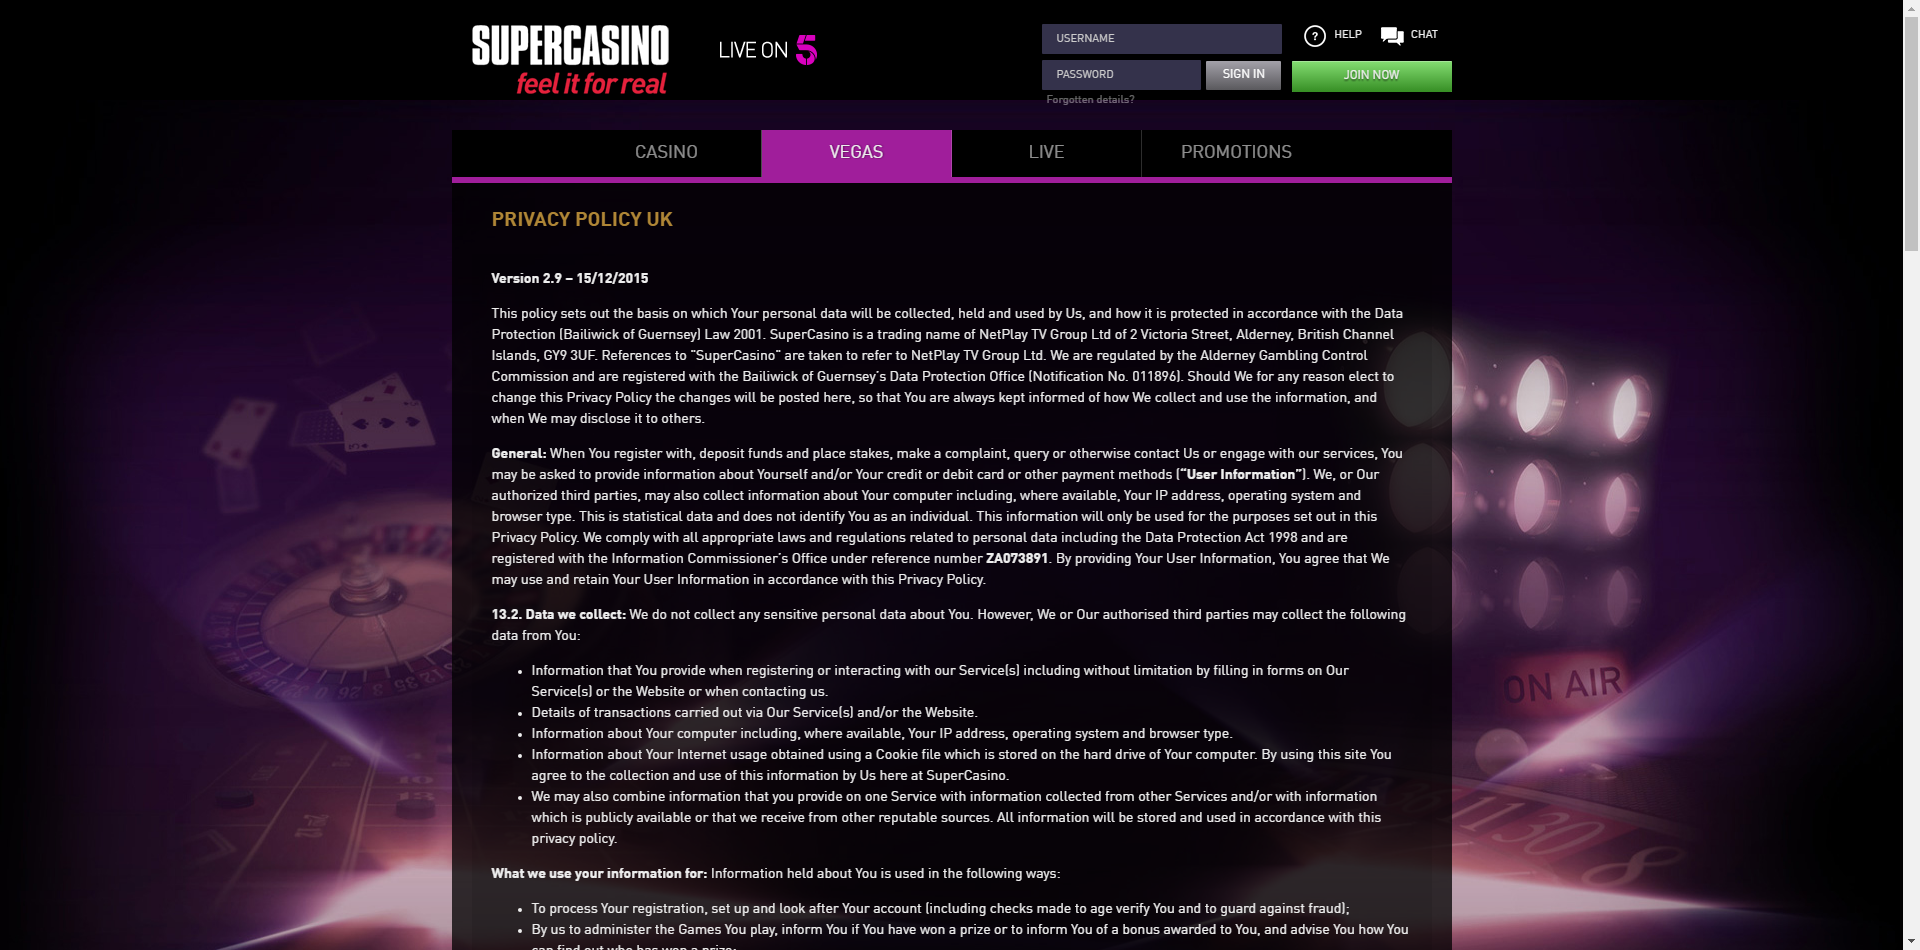 SUPERCASINO
feel it for real
LIVE ON 5
USERNAME
PASSWORD
SIGN IN
Forgotten details?
? HELP
CHAT
JOIN NOW
CASINO
VEGAS
LIVE
PROMOTIONS
PRIVACY POLICY UK
Version 2.9 – 15/12/2015
This policy sets out the basis on which Your personal data will be collected, held and used by Us, and how it is protected in accordance with the Data
Protection (Bailiwick of Guernsey) Law 2001. SuperCasino is a trading name of NetPlay TV Group Ltd of 2 Victoria Street, Alderney, British Channel
Islands, GY9 3UF. References to "SuperCasino" are taken to refer to NetPlay TV Group Ltd. We are regulated by the Alderney Gambling Control
Commission and are registered with the Bailiwick of Guernsey's Data Protection Office (Notification No. 011896). Should We for any reason elect to
change this Privacy Policy the changes will be posted here, so that You are always kept informed of how We collect and use the information, and
when We may disclose it to others.
General: When You register with, deposit funds and place stakes, make a complaint, query or otherwise contact Us or engage with our services, You
may be asked to provide information about Yourself and/or Your credit or debit card or other payment methods (“User Information”). We, or Our
authorized third parties, may also collect information about Your computer including, where available, Your IP address, operating system and
browser type. This is statistical data and does not identify You as an individual. This information will only be used for the purposes set out in this
Privacy Policy. We comply with all appropriate laws and regulations related to personal data including the Data Protection Act 1998 and are
registered with the Information Commissioner's Office under reference number ZA073891. By providing Your User Information, You agree that We
may use and retain Your User Information in accordance with this Privacy Policy.
13.2. Data we collect: We do not collect any sensitive personal data about You. However, We or Our authorised third parties may collect the following
data from You:
• Information that You provide when registering or interacting with our Service(s) including without limitation by filling in forms on Our
Service(s) or the Website or when contacting us.
• Details of transactions carried out via Our Service(s) and/or the Website.
• Information about Your computer including, where available, Your IP address, operating system and browser type.
• Information about Your Internet usage obtained using a Cookie file which is stored on the hard drive of Your computer. By using this site You
agree to the collection and use of this information by Us here at SuperCasino.
• We may also combine information that you provide on one Service with information collected from other Services and/or with information
which is publicly available or that we receive from other reputable sources. All information will be stored and used in accordance with this
privacy policy.
What we use your information for: Information held about You is used in the following ways:
• To process Your registration, set up and look after Your account (including checks made to age verify You and to guard against fraud);
• By us to administer the Games You play, inform You if You have won a prize or to inform You of a bonus awarded to You, and advise You how You
can find out who has won a prize;
ON AIR